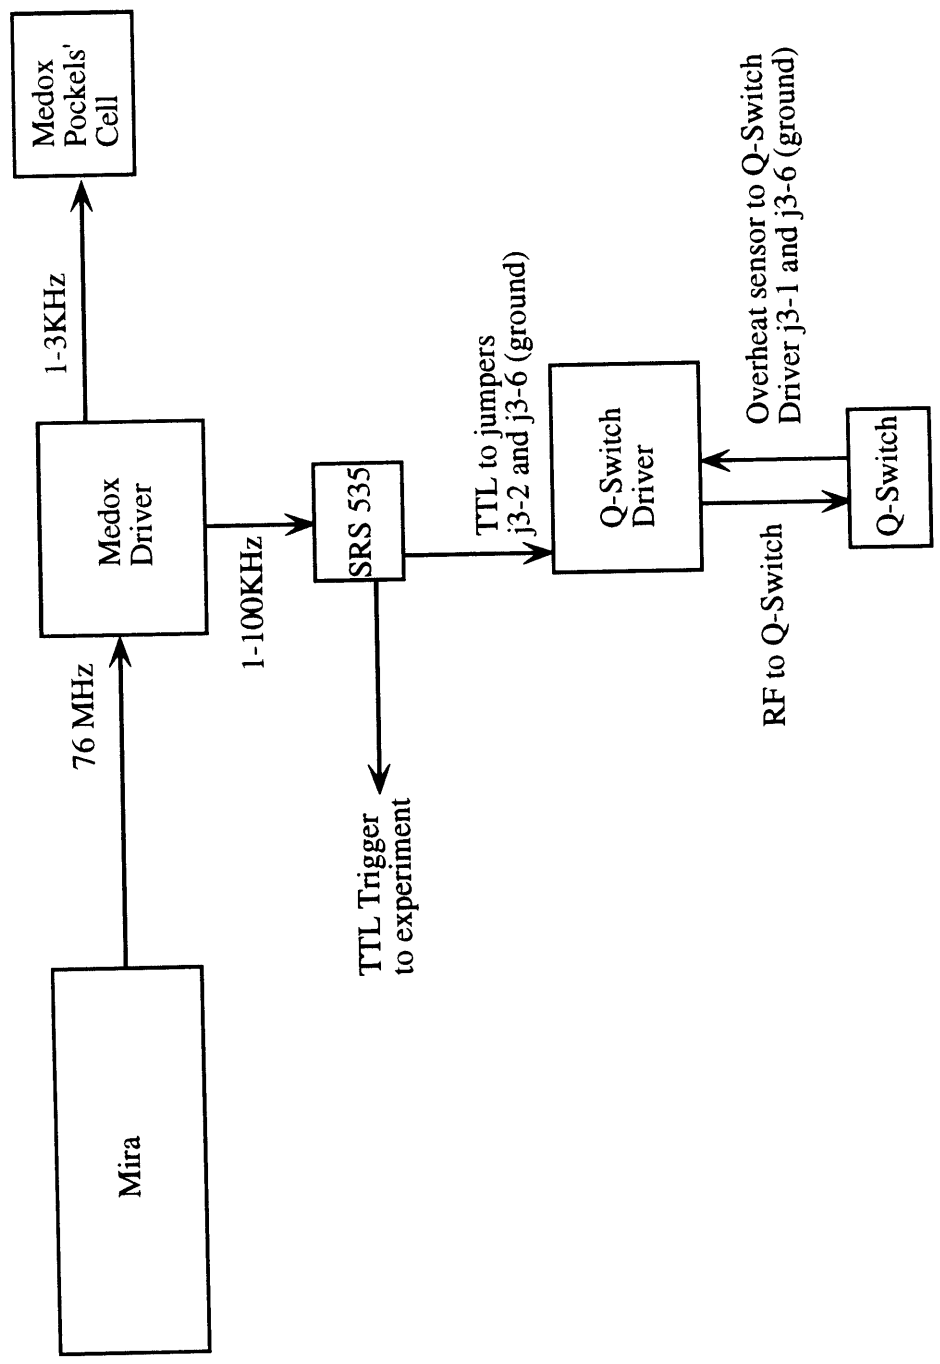 Mira
76 MHz
Medox
Driver
1-3KHz
Medox
Pockels'
Cell
1-100KHz
SRS 535
TTL Trigger
to experiment
TTL to jumpers
j3-2 and j3-6 (ground)
Q-Switch
Driver
RF to Q-Switch
Overheat sensor to Q-Switch
Driver j3-1 and j3-6 (ground)
Q-Switch